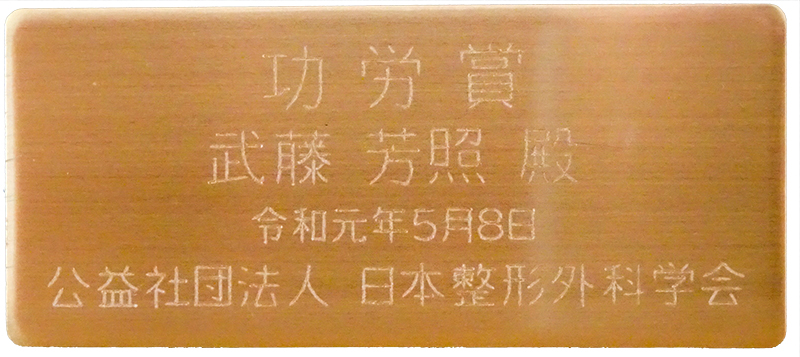 功労賞
武藤 芳照 殿
令和元年5月8日
公益社団法人 日本整形外科学会